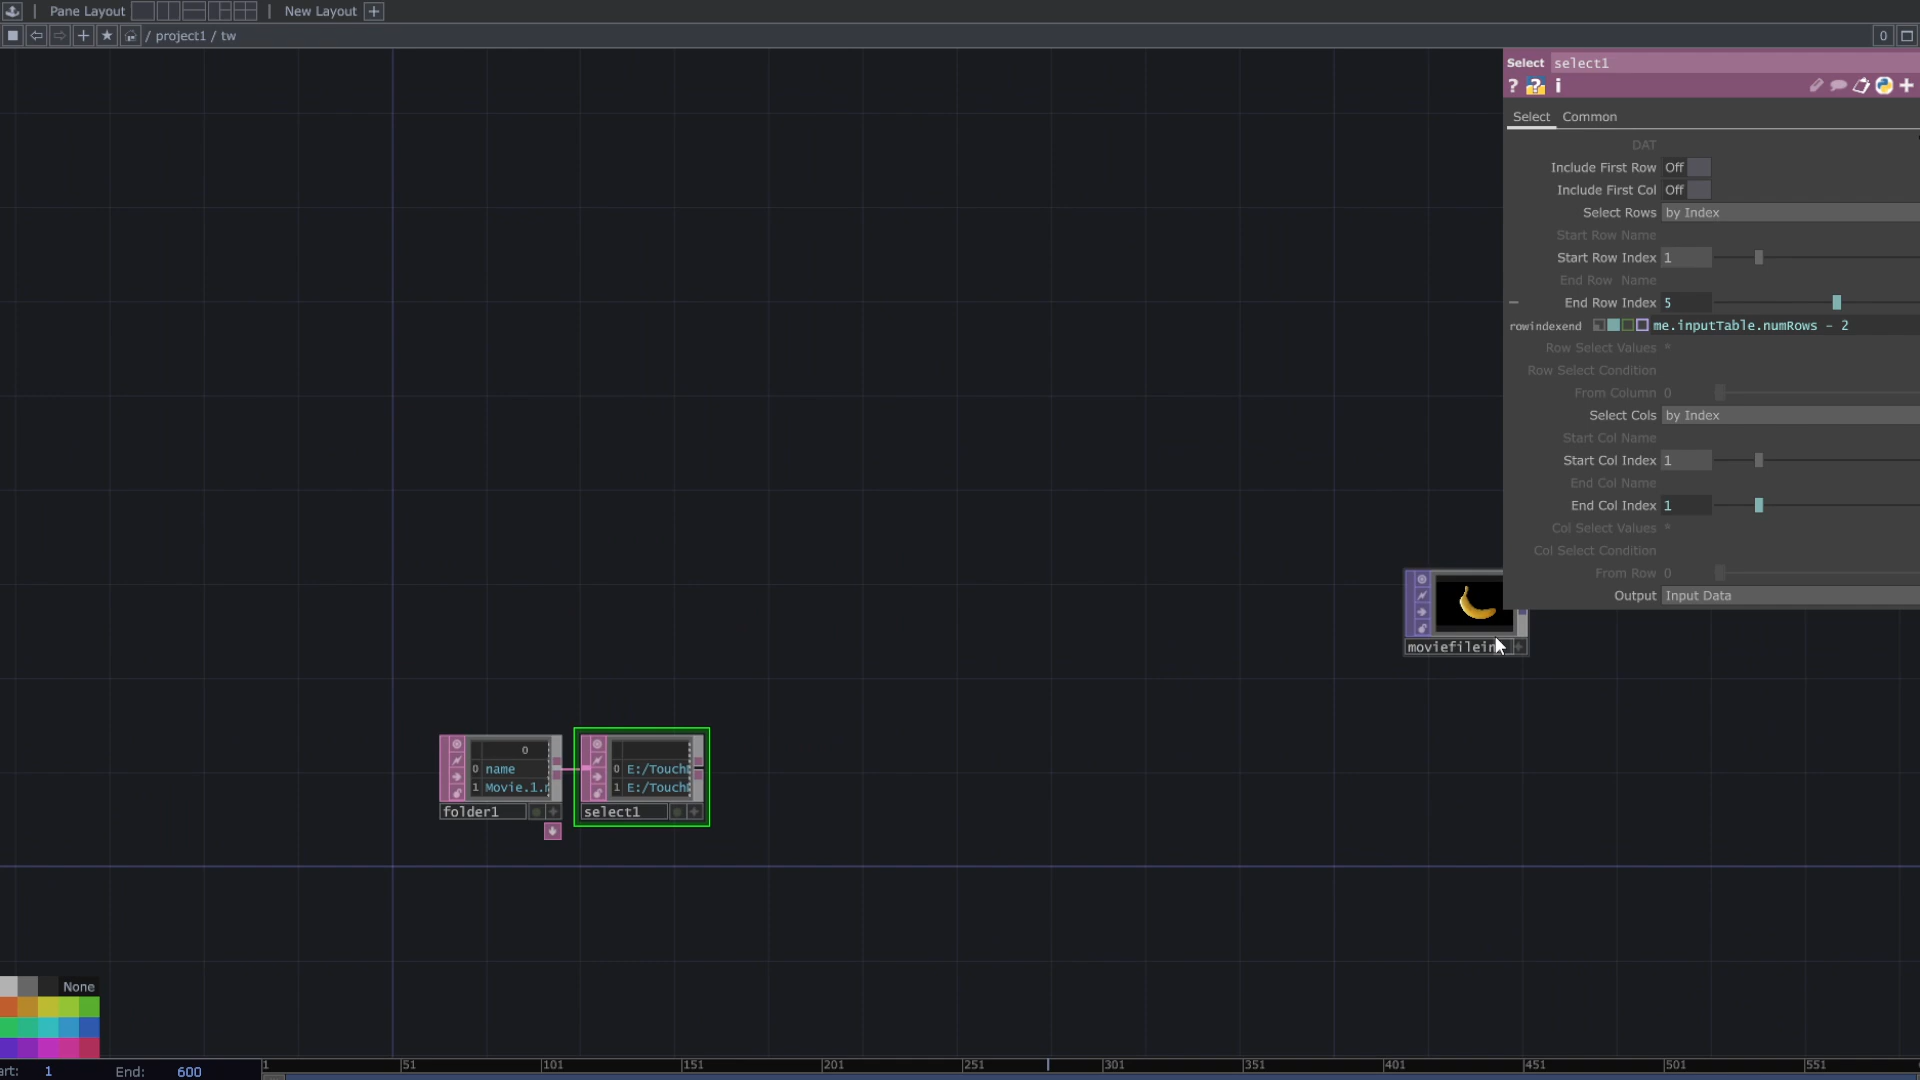 Pane Layout New Layout +
/ project1 / tw 0
Select select1
? ? i
Select Common
DAT
Include First Row Off
Include First Col Off
Select Rows by Index
Start Row Name
Start Row Index 1
End Row Name
End Row Index 5
rowindexend me.inputTable.numRows - 2
Row Select Values *
Row Select Condition
From Column 0
Select Cols by Index
Start Col Name
Start Col Index 1
End Col Name
End Col Index 1
Col Select Values *
Col Select Condition
From Row 0
Output Input Data
moviefilein
0
0 name
1 Movie.1.
folder1
0 E:/Touch
1 E:/Touch
select1
None
art: 1 End: 600
1 51 101 151 201 251 301 351 401 451 501 551